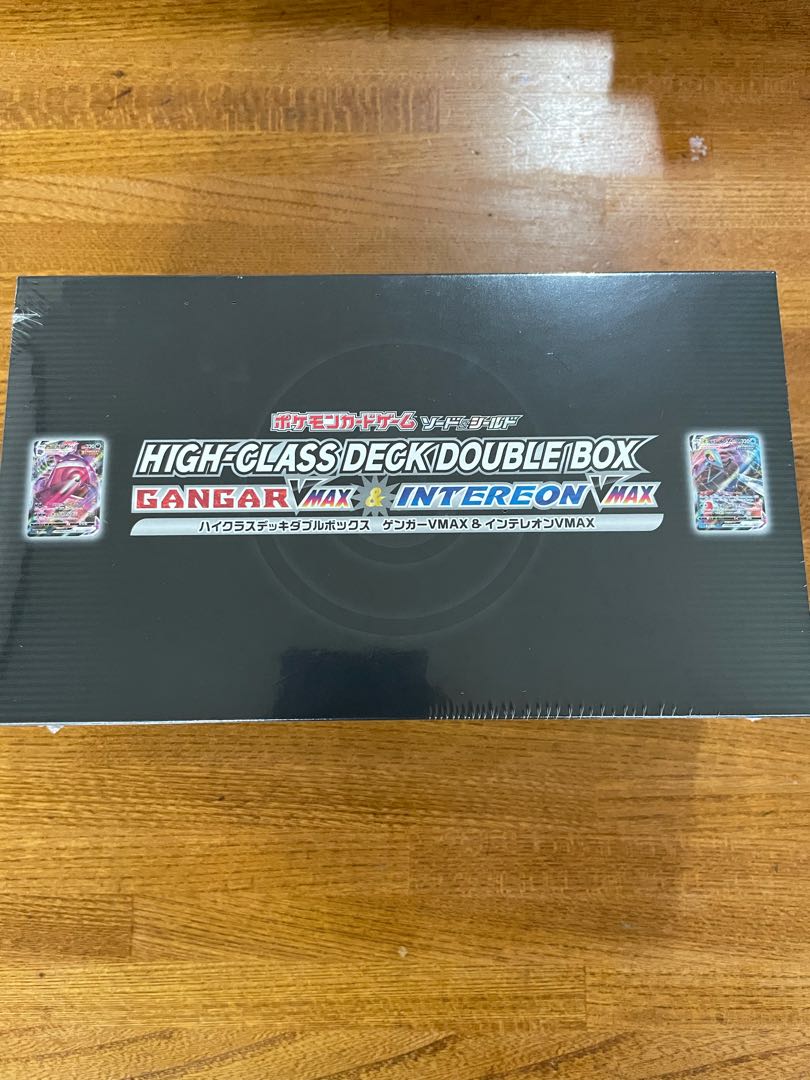 ポケモンカードゲーム ソード&シールド
HIGH-CLASS DECK DOUBLE BOX
GANGAR VMAX & INTEREON VMAX
ハイクラスデッキダブルボックス ゲンガーVMAX & インテレオンVMAX